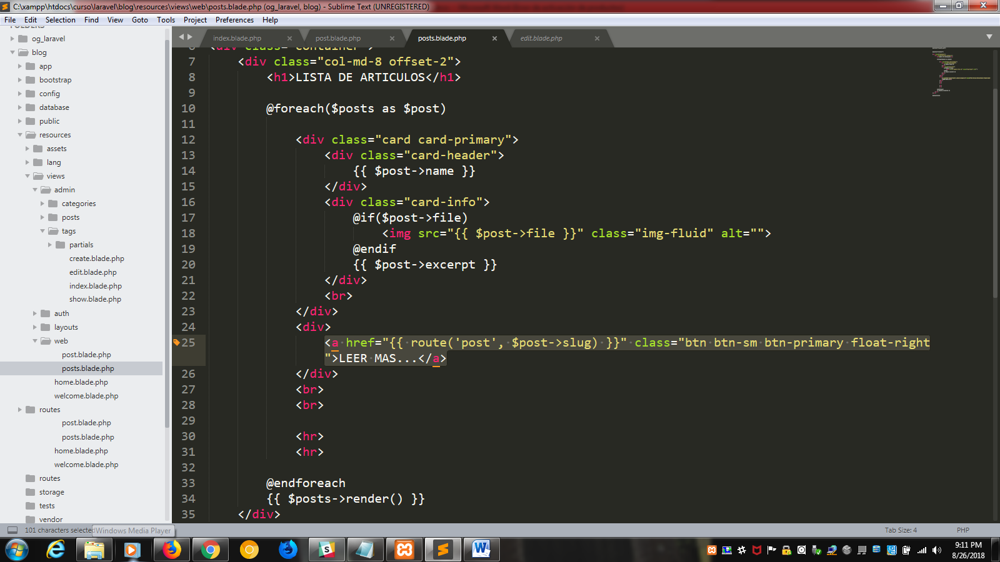 C:\xampp\htdocs\curso\laravel\blog\resources\views\web\posts.blade.php (og_laravel, blog) - Sublime Text (UNREGISTERED)
File Edit Selection Find View Goto Tools Project Preferences Help
FOLDERS
og_laravel
blog
app
bootstrap
config
database
public
resources
assets
lang
views
admin
categories
posts
tags
partials
create.blade.php
edit.blade.php
index.blade.php
show.blade.php
auth
layouts
web
post.blade.php
posts.blade.php
home.blade.php
welcome.blade.php
routes
post.blade.php
posts.blade.php
home.blade.php
welcome.blade.php
routes
storage
tests
vendor
index.blade.php post.blade.php posts.blade.php edit.blade.php
6 <div class="container">
7 <div class="col-md-8 offset-2">
8 <h1>LISTA DE ARTICULOS</h1>
9
10 @foreach($posts as $post)
11
12 <div class="card card-primary">
13 <div class="card-header">
14 {{ $post->name }}
15 </div>
16 <div class="card-info">
17 @if($post->file)
18 <img src="{{ $post->file }}" class="img-fluid" alt="">
19 @endif
20 {{ $post->excerpt }}
21 </div>
22 <br>
23 </div>
24 <div>
25 <a href="{{ route('post', $post->slug) }}" class="btn btn-sm btn-primary float-right
">LEER MAS...</a>
26 </div>
27 <br>
28 <br>
29
30 <hr>
31 <hr>
32
33 @endforeach
34 {{ $posts->render() }}
35 </div>
101 characters selected
Windows Media Player
Tab Size: 4
PHP
9:11 PM
8/26/2018